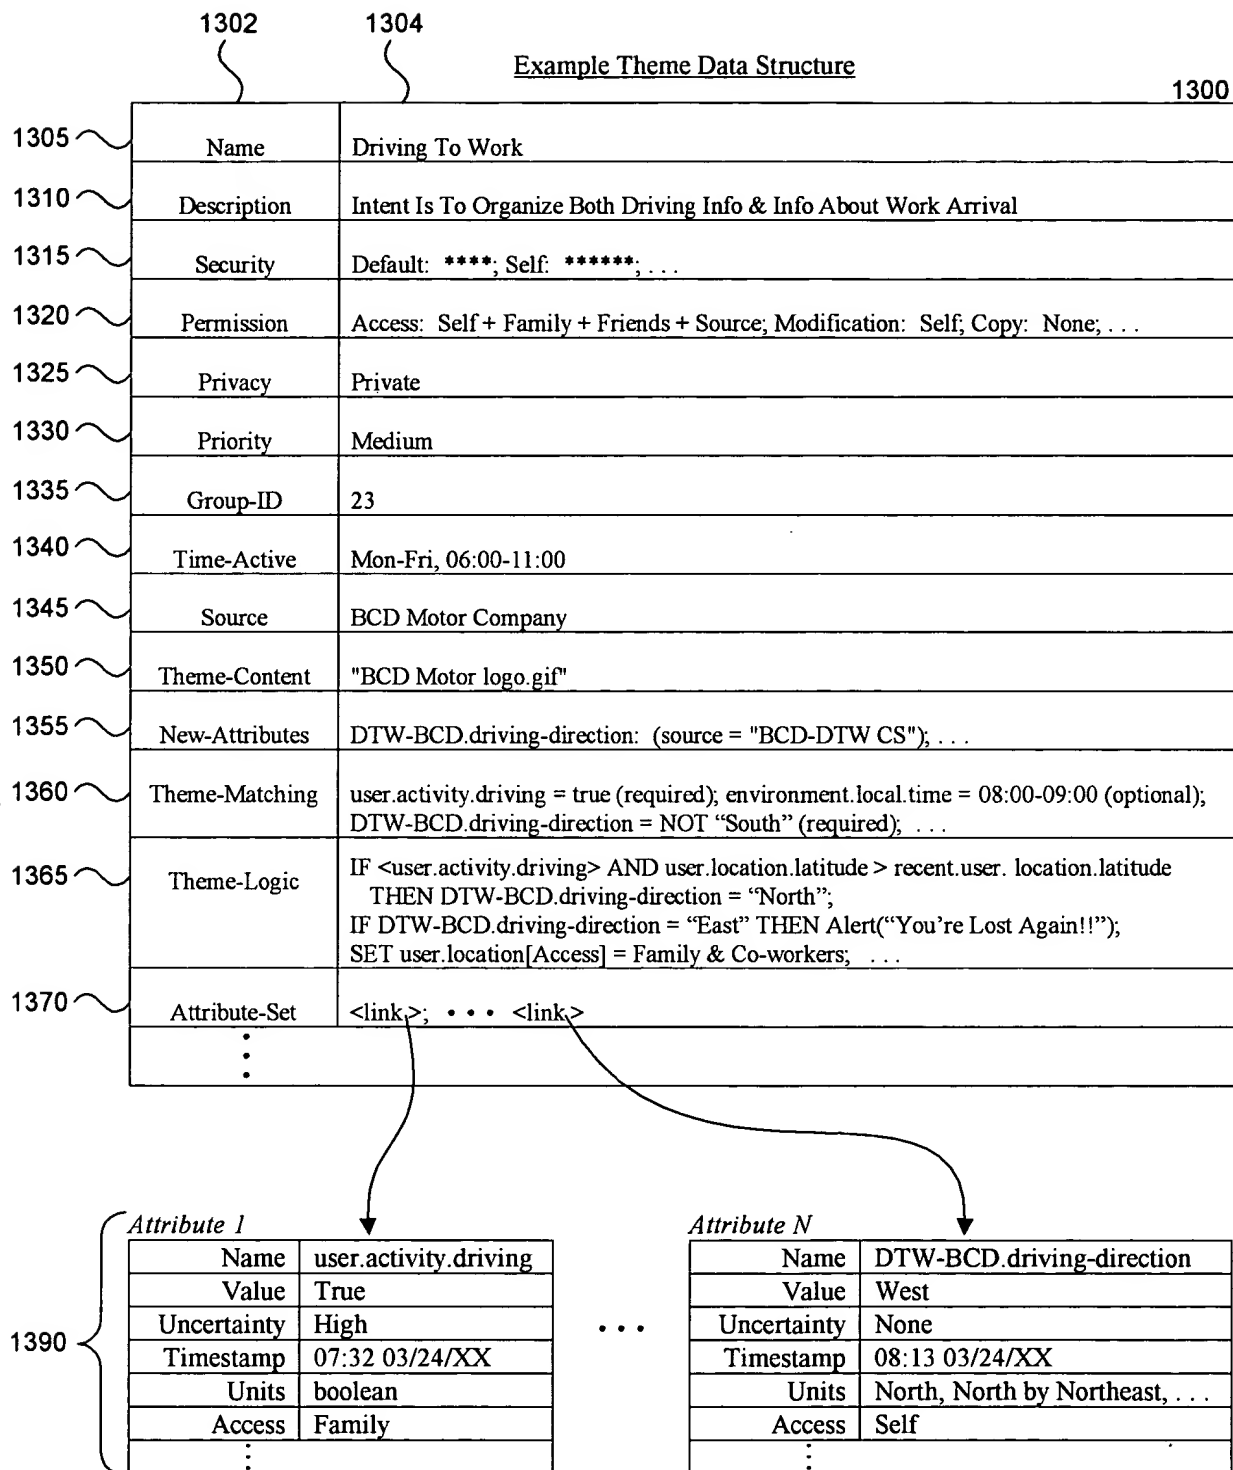 1302 1304
Example Theme Data Structure
1300
1305 Name Driving To Work
1310 Description Intent Is To Organize Both Driving Info & Info About Work Arrival
1315 Security Default: ****; Self: ******; . . .
1320 Permission Access: Self + Family + Friends + Source; Modification: Self; Copy: None; . . .
1325 Privacy Private
1330 Priority Medium
1335 Group-ID 23
1340 Time-Active Mon-Fri, 06:00-11:00
1345 Source BCD Motor Company
1350 Theme-Content "BCD Motor logo.gif"
1355 New-Attributes DTW-BCD.driving-direction: (source = "BCD-DTW CS"); . . .
1360 Theme-Matching user.activity.driving = true (required); environment.local.time = 08:00-09:00 (optional);
DTW-BCD.driving-direction = NOT “South” (required); . . .
1365 Theme-Logic IF <user.activity.driving> AND user.location.latitude > recent.user. location.latitude
THEN DTW-BCD.driving-direction = “North”;
IF DTW-BCD.driving-direction = “East” THEN Alert(“You’re Lost Again!!”);
SET user.location[Access] = Family & Co-workers; . . .
1370 Attribute-Set <link>; • • • <link>
Attribute 1 Attribute N
Name user.activity.driving Name DTW-BCD.driving-direction
Value True Value West
Uncertainty High • • • Uncertainty None
1390 Timestamp 07:32 03/24/XX Timestamp 08:13 03/24/XX
Units boolean Units North, North by Northeast, . . .
Access Family Access Self